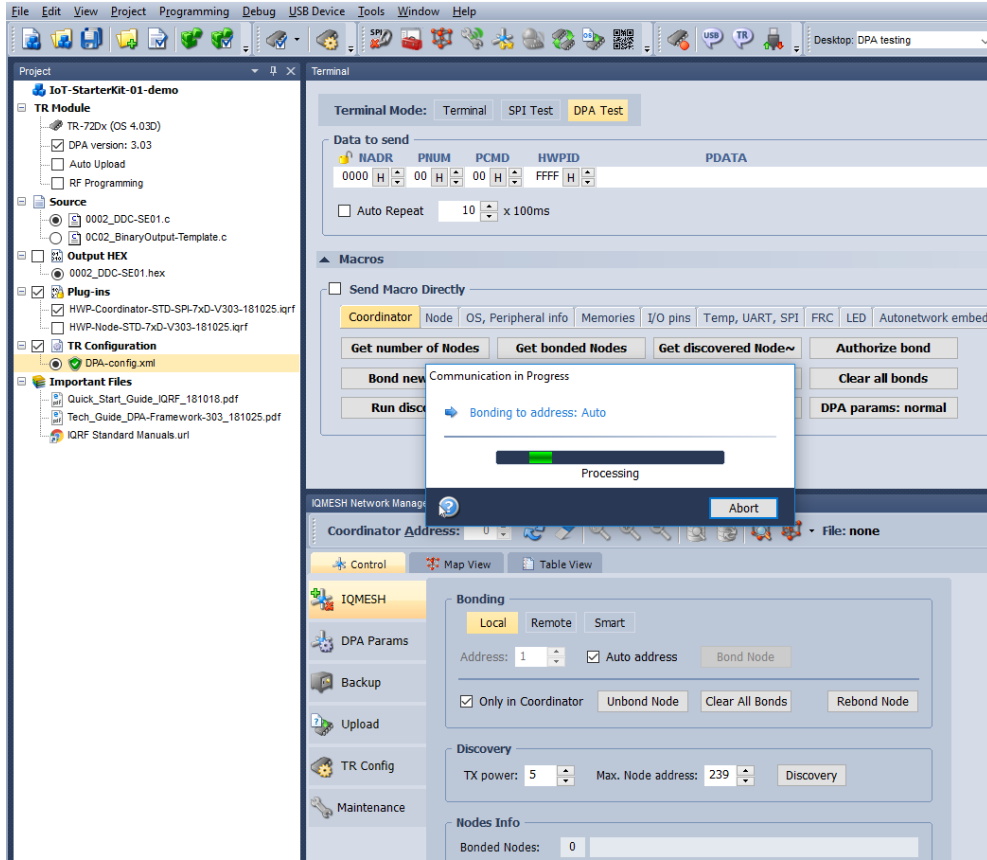 File Edit View Project Programming Debug USB Device Tools Window Help
Desktop: DPA testing
Project
IoT-StarterKit-01-demo
TR Module
TR-72Dx (OS 4.03D)
DPA version: 3.03
Auto Upload
RF Programming
Source
0002_DDC-SE01.c
0C02_BinaryOutput-Template.c
Output HEX
0002_DDC-SE01.hex
Plug-ins
HWP-Coordinator-STD-SPI-7xD-V303-181025.iqrf
HWP-Node-STD-7xD-V303-181025.iqrf
TR Configuration
DPA-config.xml
Important Files
Quick_Start_Guide_IQRF_181018.pdf
Tech_Guide_DPA-Framework-303_181025.pdf
IQRF Standard Manuals.url
Terminal
Terminal Mode: Terminal SPI Test DPA Test
Data to send
NADR PNUM PCMD HWPID PDATA
0000 H 00 H 00 H FFFF H
Auto Repeat 10 x 100ms
Macros
Send Macro Directly
Coordinator Node OS, Peripheral info Memories I/O pins Temp, UART, SPI FRC LED Autonetwork embed
Get number of Nodes Get bonded Nodes Get discovered Node~ Authorize bond
Bond new Clear all bonds
Run disco DPA params: normal
Communication in Progress
Bonding to address: Auto
Processing
Abort
IQMESH Network Manage
Coordinator Address: 0 File: none
Control Map View Table View
IQMESH
DPA Params
Backup
Upload
TR Config
Maintenance
Bonding
Local Remote Smart
Address: 1 Auto address Bond Node
Only in Coordinator Unbond Node Clear All Bonds Rebond Node
Discovery
TX power: 5 Max. Node address: 239 Discovery
Nodes Info
Bonded Nodes: 0